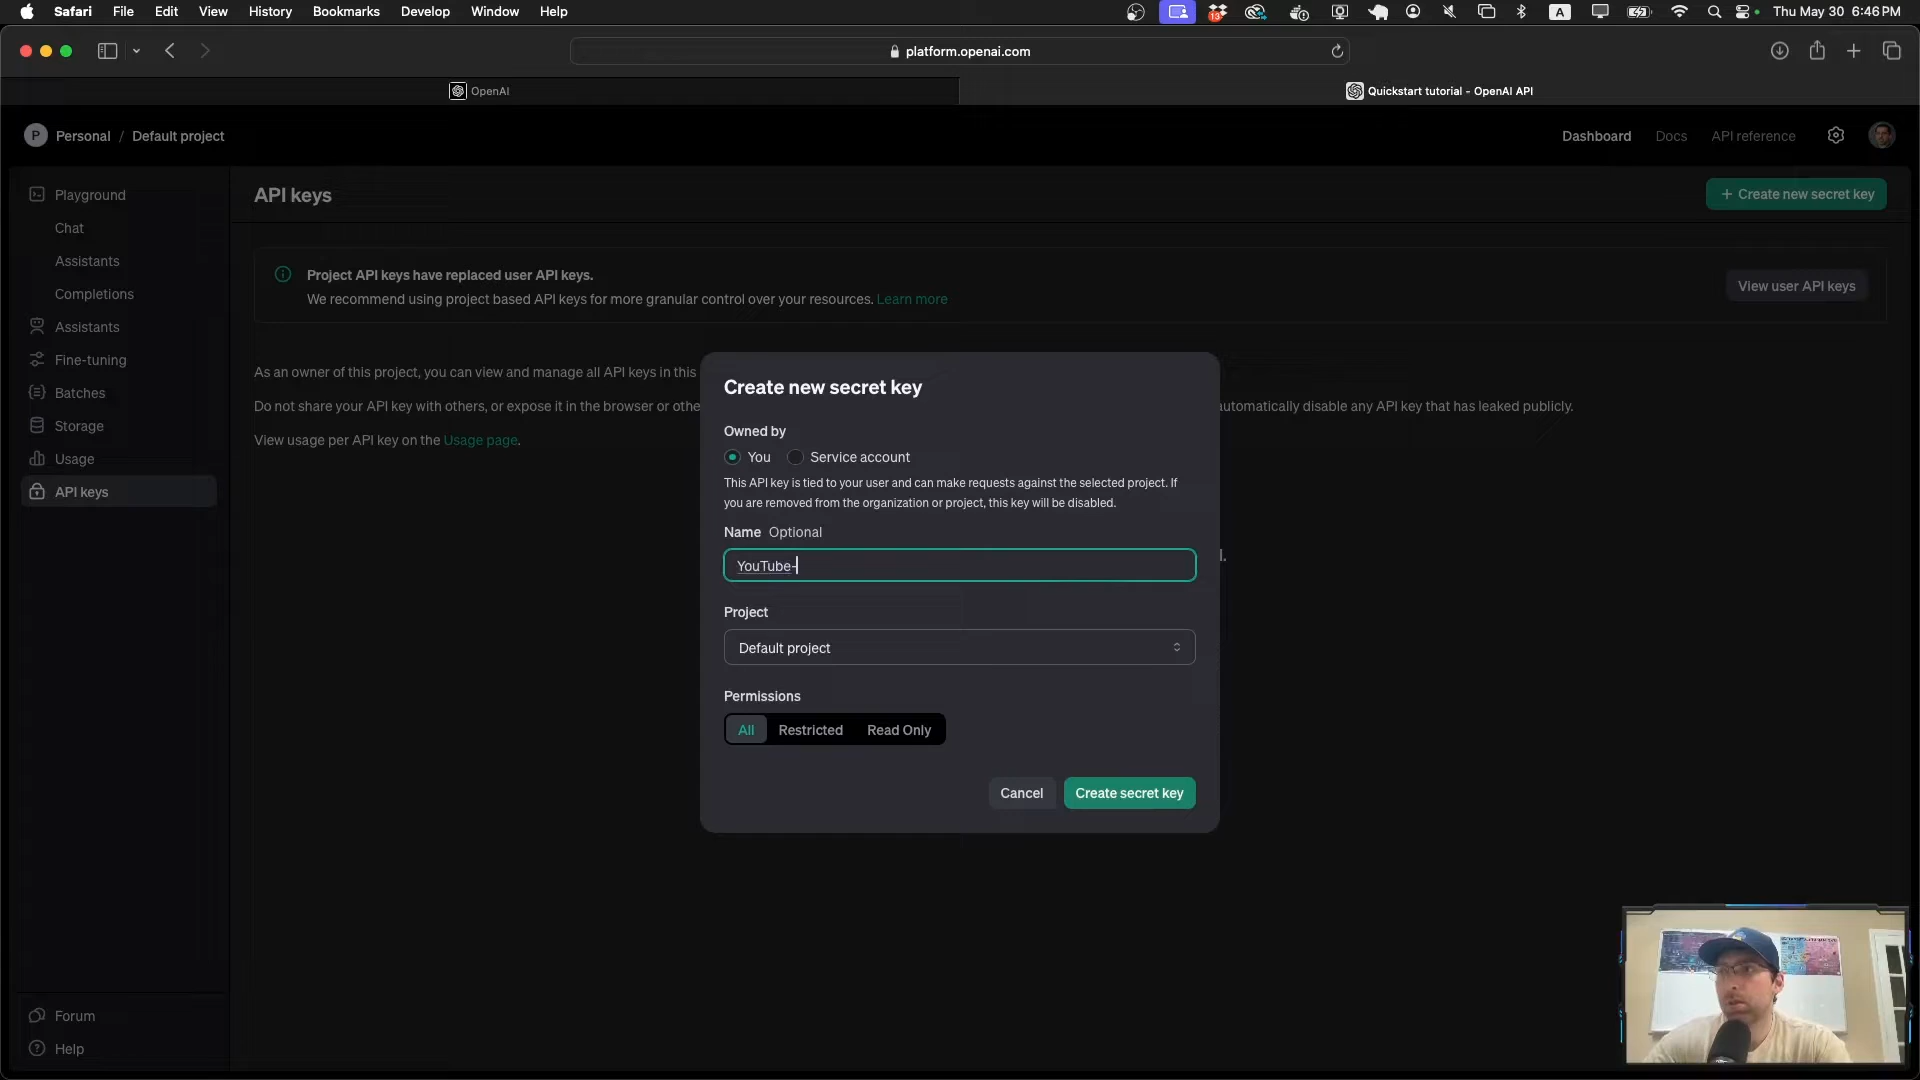 Safari File Edit View History Bookmarks Develop Window Help
13
A
Thu May 30 6:46 PM
platform.openai.com
OpenAI
Quickstart tutorial - OpenAI API
P Personal / Default project
Dashboard Docs API reference
Playground
Chat
Assistants
Completions
Assistants
Fine-tuning
Batches
Storage
Usage
API keys
Forum
Help
API keys
+ Create new secret key
Project API keys have replaced user API keys.
We recommend using project based API keys for more granular control over your resources. Learn more
View user API keys
As an owner of this project, you can view and manage all API keys in this
Do not share your API key with others, or expose it in the browser or othe
utomatically disable any API key that has leaked publicly.
View usage per API key on the Usage page.
l.
Create new secret key
Owned by
You Service account
This API key is tied to your user and can make requests against the selected project. If
you are removed from the organization or project, this key will be disabled.
Name Optional
YouTube-
Project
Default project
Permissions
All Restricted Read Only
Cancel Create secret key